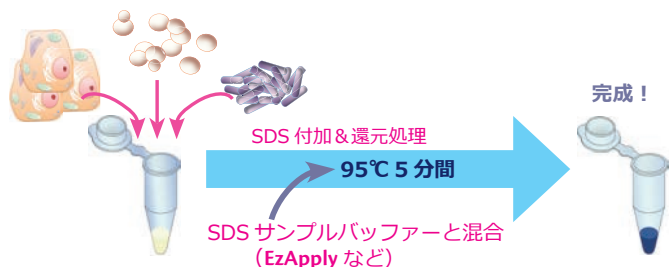 完成！
SDS 付加＆還元処理
95℃ 5 分間
SDS サンプルバッファーと混合
（EzApply など）